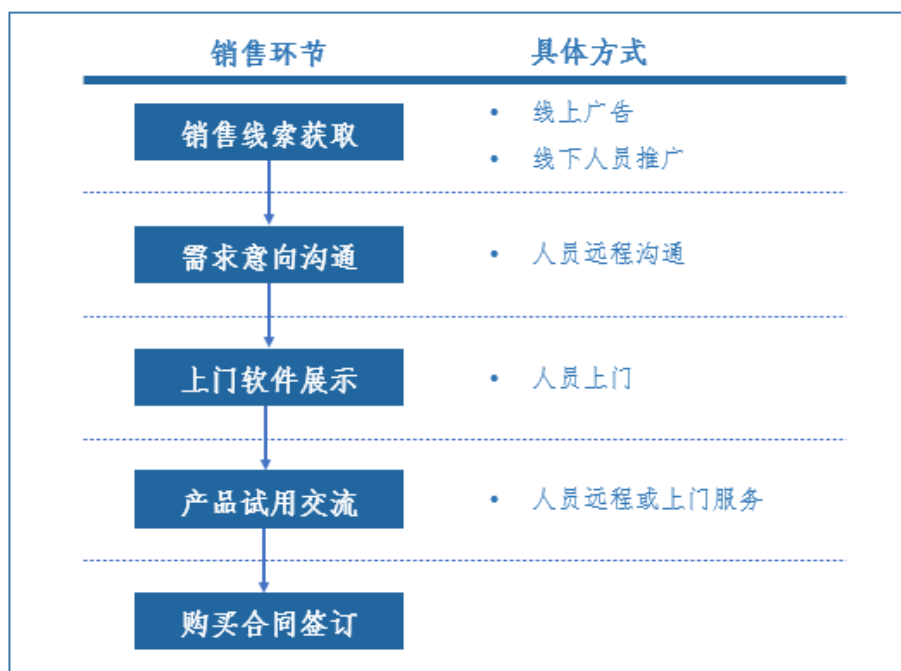 销售环节 具体方式
销售线索获取
• 线上广告
• 线下人员推广
需求意向沟通
• 人员远程沟通
上门软件展示
• 人员上门
产品试用交流
• 人员远程或上门服务
购买合同签订